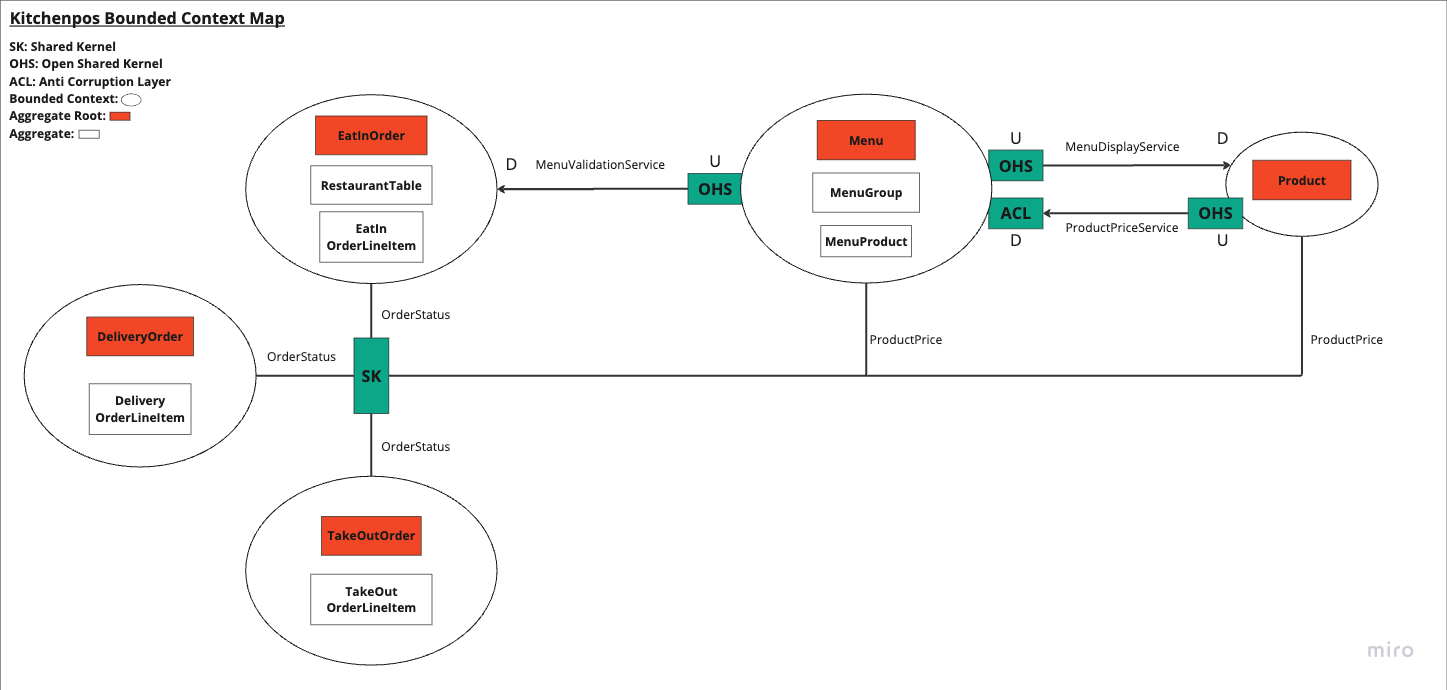 Kitchenpos Bounded Context Map
SK: Shared Kernel
OHS: Open Shared Kernel
ACL: Anti Corruption Layer
Bounded Context:
Aggregate Root:
Aggregate:
EatInOrder
RestaurantTable
EatIn
OrderLineItem
D
MenuValidationService
U
OHS
Menu
MenuGroup
MenuProduct
U
OHS
MenuDisplayService
D
ACL
D
ProductPriceService
OHS
U
Product
OrderStatus
DeliveryOrder
Delivery
OrderLineItem
OrderStatus
SK
ProductPrice
ProductPrice
OrderStatus
TakeOutOrder
TakeOut
OrderLineItem
miro